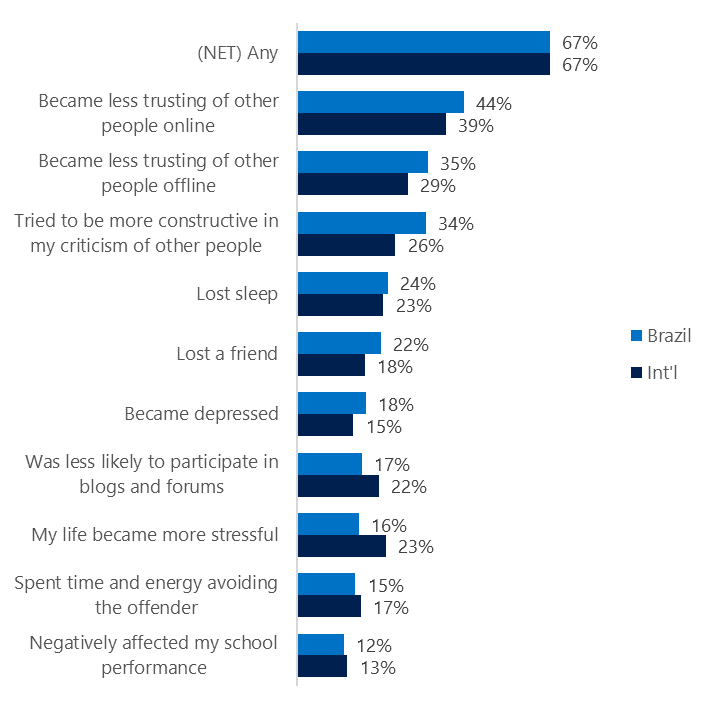 (NET) Any
67%
67%
Became less trusting of other
people online
44%
39%
Became less trusting of other
people offline
35%
29%
Tried to be more constructive in
my criticism of other people
34%
26%
Lost sleep
24%
23%
Lost a friend
22%
18%
Became depressed
18%
15%
Was less likely to participate in
blogs and forums
17%
22%
My life became more stressful
16%
23%
Spent time and energy avoiding
the offender
15%
17%
Negatively affected my school
performance
12%
13%
Brazil
Int'l